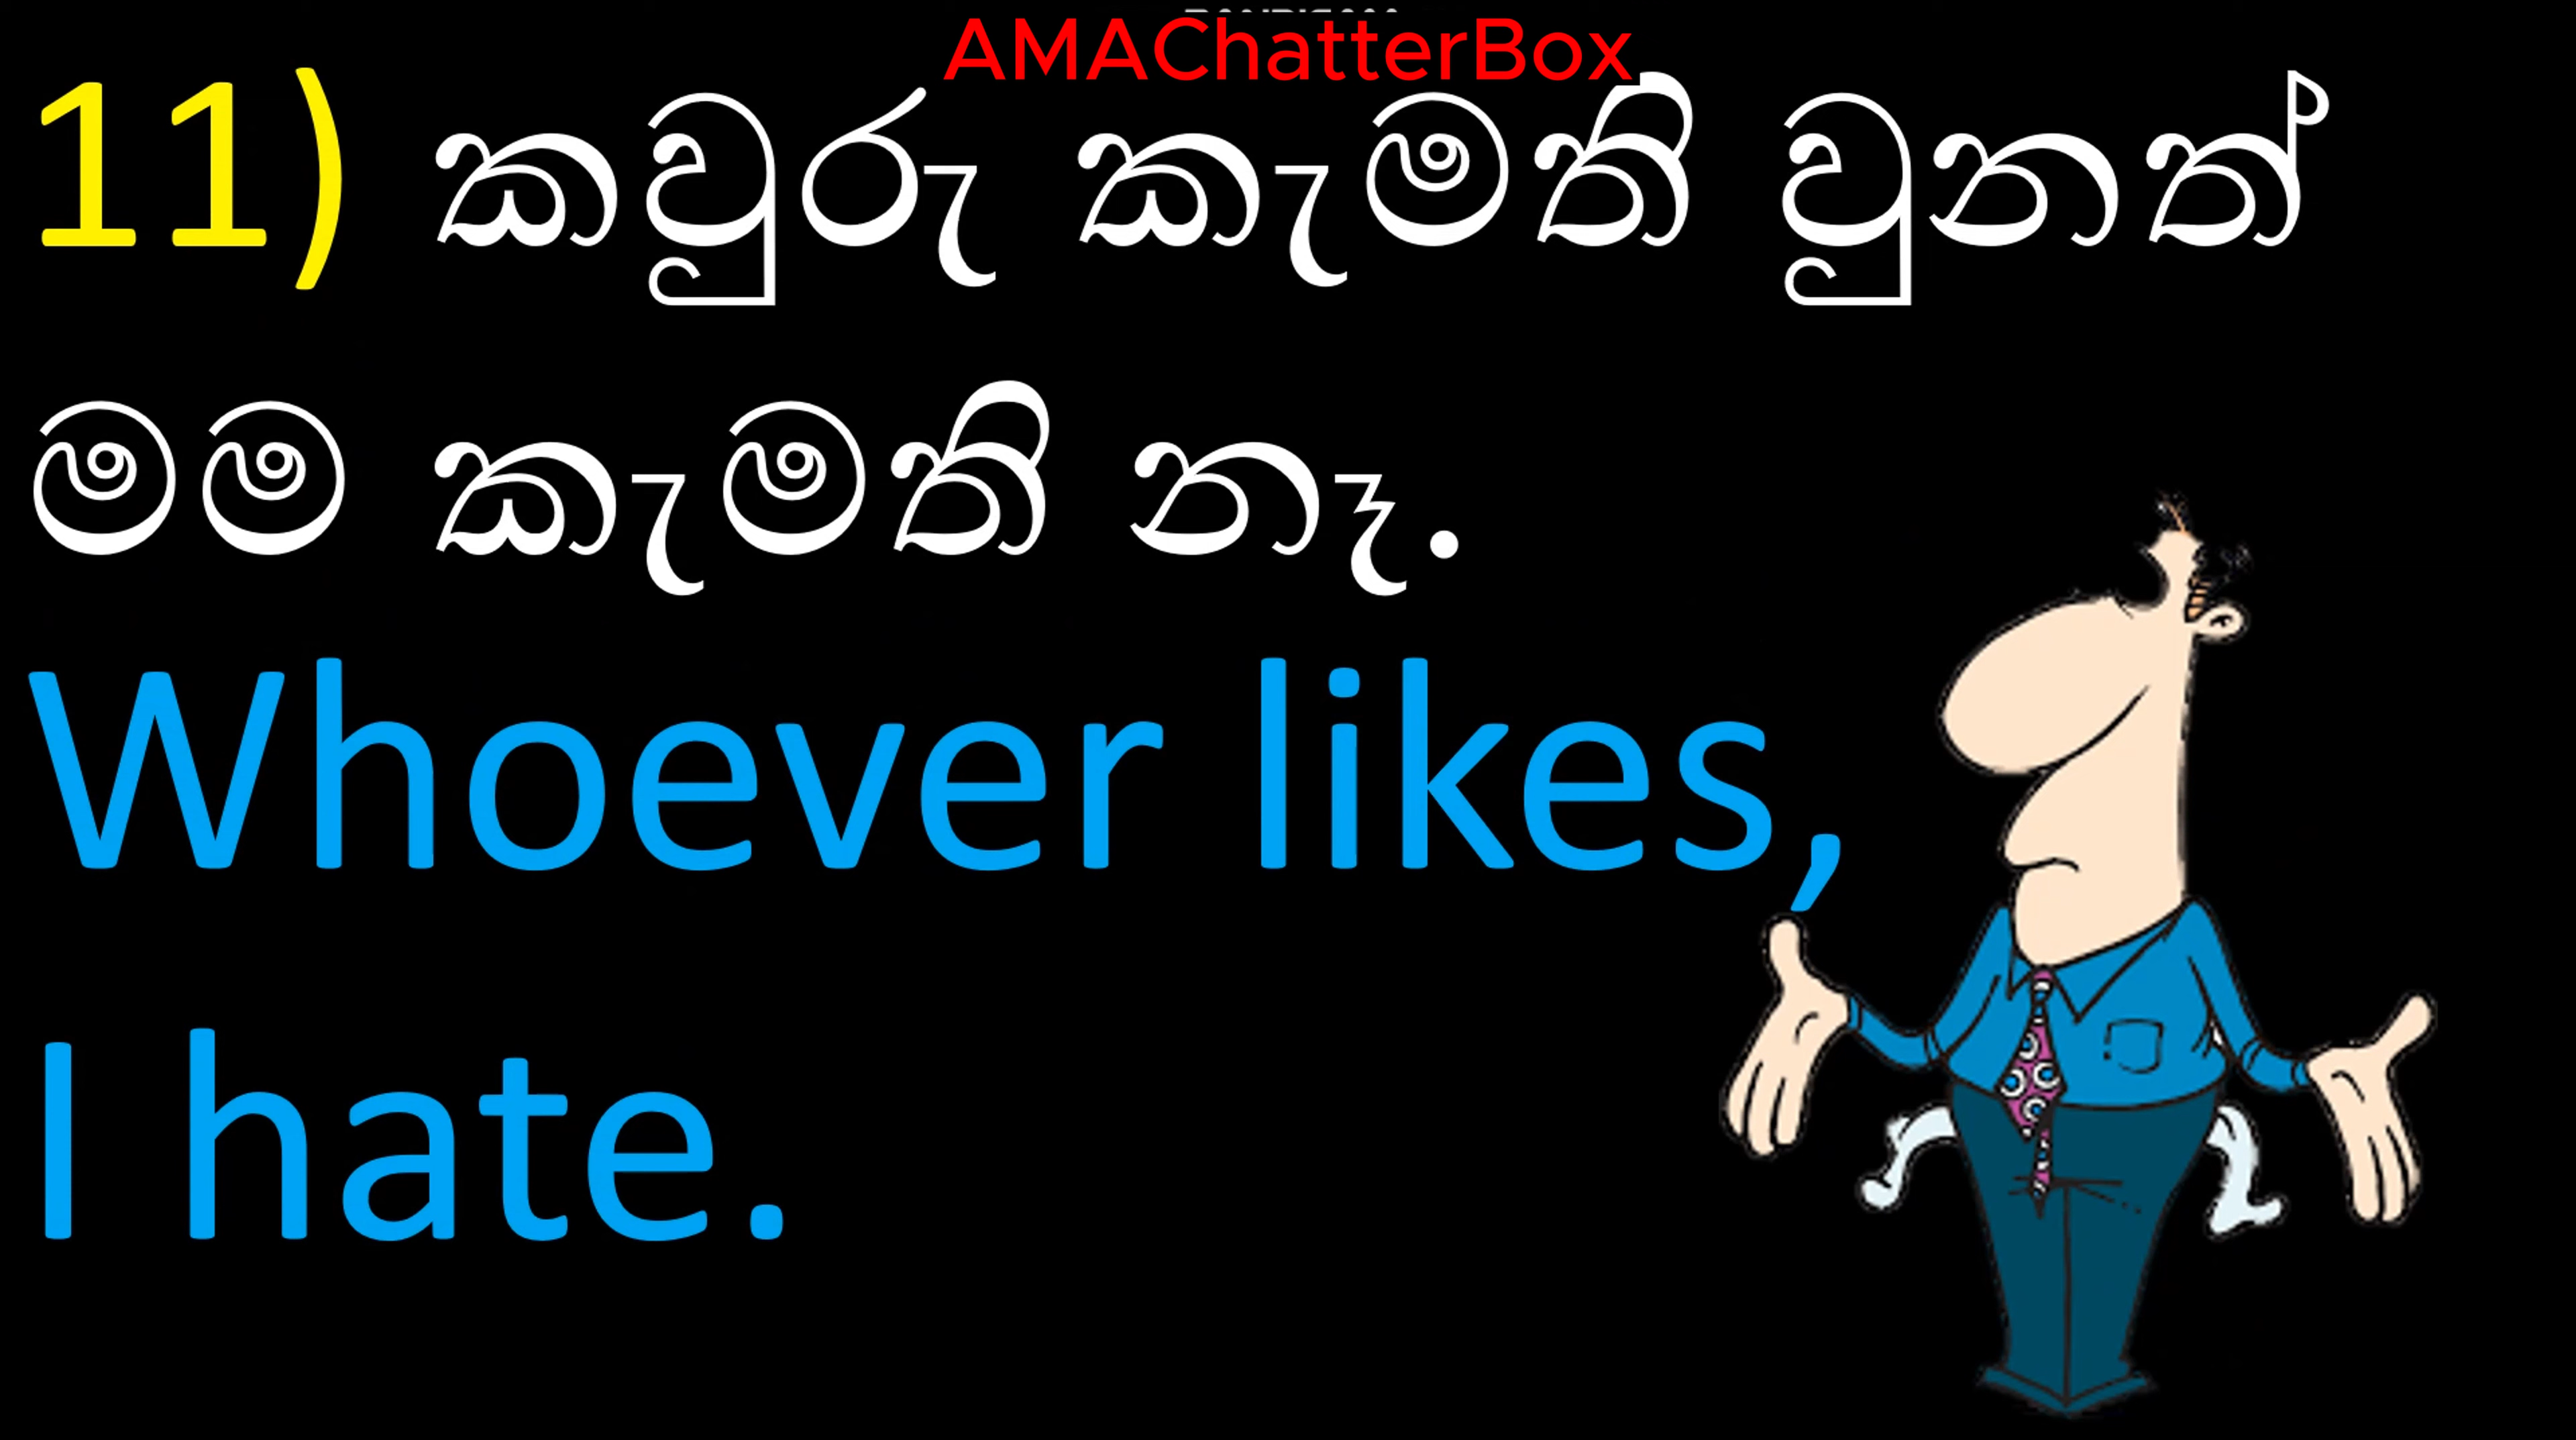 AMAChatterBox
11) කවුරු කැමති වුනත්
මම කැමති නෑ.
Whoever likes,
I hate.